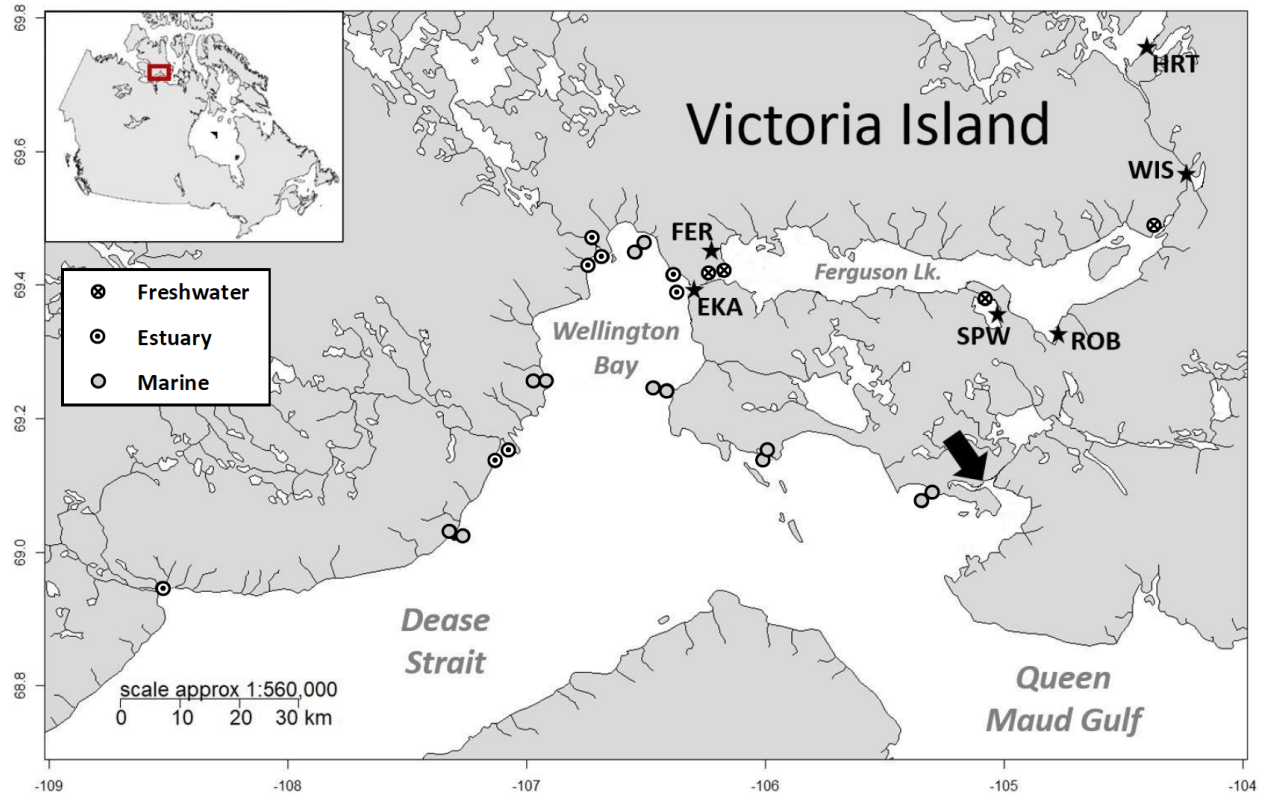 69.8
69.6
69.4
69.2
69.0
68.8
Victoria Island
HRT
WIS
FER
Ferguson Lk.
EKA
SPW
ROB
Freshwater
Estuary
Marine
Wellington
Bay
Dease
Strait
Queen
Maud Gulf
scale approx 1:560,000
0 10 20 30 km
-109 -108 -107 -106 -105 -104